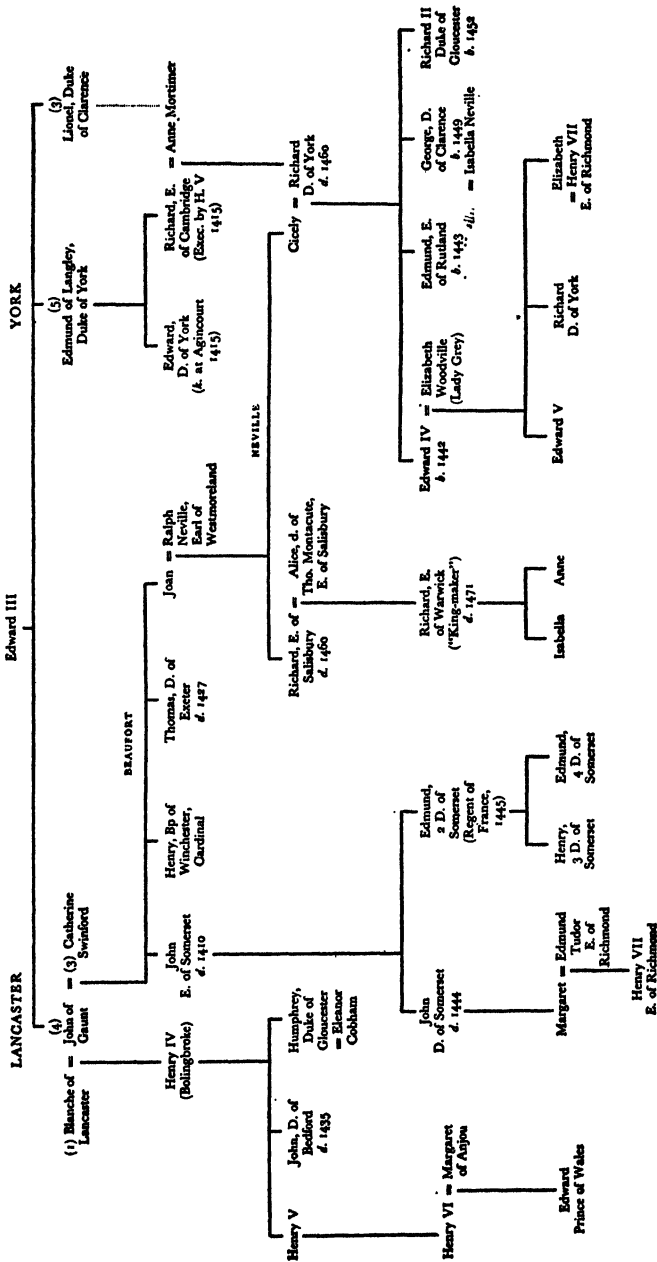 Edward III
LANCASTER
YORK
(4)
(5)
(3)
(1) Blanche of = John of = (3) Catherine
Lancaster
Gaunt
Swinford
Edmund of Langley,
Duke of York
Lionel, Duke
of Clarence
BEAUFORT
Henry IV
(Bolingbroke)
John
E. of Somerset
d. 1410
Henry, Bp of
Winchester,
Cardinal
Thomas, D. of
Exeter
d. 1427
Joan = Ralph
Neville,
Earl of
Westmoreland
Edward,
D. of York
(k. at Agincourt
1415)
Richard, E.
of Cambridge
(Exec. by H. V
1415)
= Anne Mortimer
NEVILLE
Henry V
John, D. of
Bedford
d. 1435
Humphrey,
Duke of
Gloucester
= Eleanor
Cobham
John
D. of Somerset
d. 1444
Edmund,
2 D. of
Somerset
(Regent of
France,
1445)
Richard, E. of =
Salisbury
d. 1460
Alice, d. of
Tho. Montacute,
E. of Salisbury
Cicely = Richard
D. of York
d. 1460
Henry VI = Margaret
of Anjou
Margaret = Edmund
Tudor
E. of
Richmond
Henry,
3 D. of
Somerset
Edmund,
4 D. of
Somerset
Richard, E.
of Warwick
("King-maker")
d. 1471
Edward IV =
b. 1442
Elizabeth
Woodville
(Lady Grey)
Edmund, E.
of Rutland
b. 1443
George, D.
of Clarence
b. 1449
= Isabella Neville
Richard II
Duke of
Gloucester
b. 1452
Edward
Prince of Wales
Henry VII
E. of Richmond
Isabella
Anne
Edward V
Richard
D. of York
Elizabeth
= Henry VII
E. of Richmond